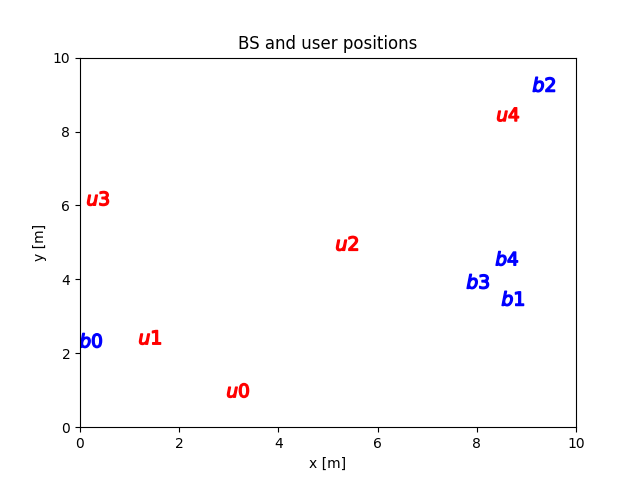 BS and user positions
10
b2
u4
8
u3
6
u2
b4
4
b3
b1
y [m]
b0
u1
2
u0
0
0 2 4 6 8 10
x [m]